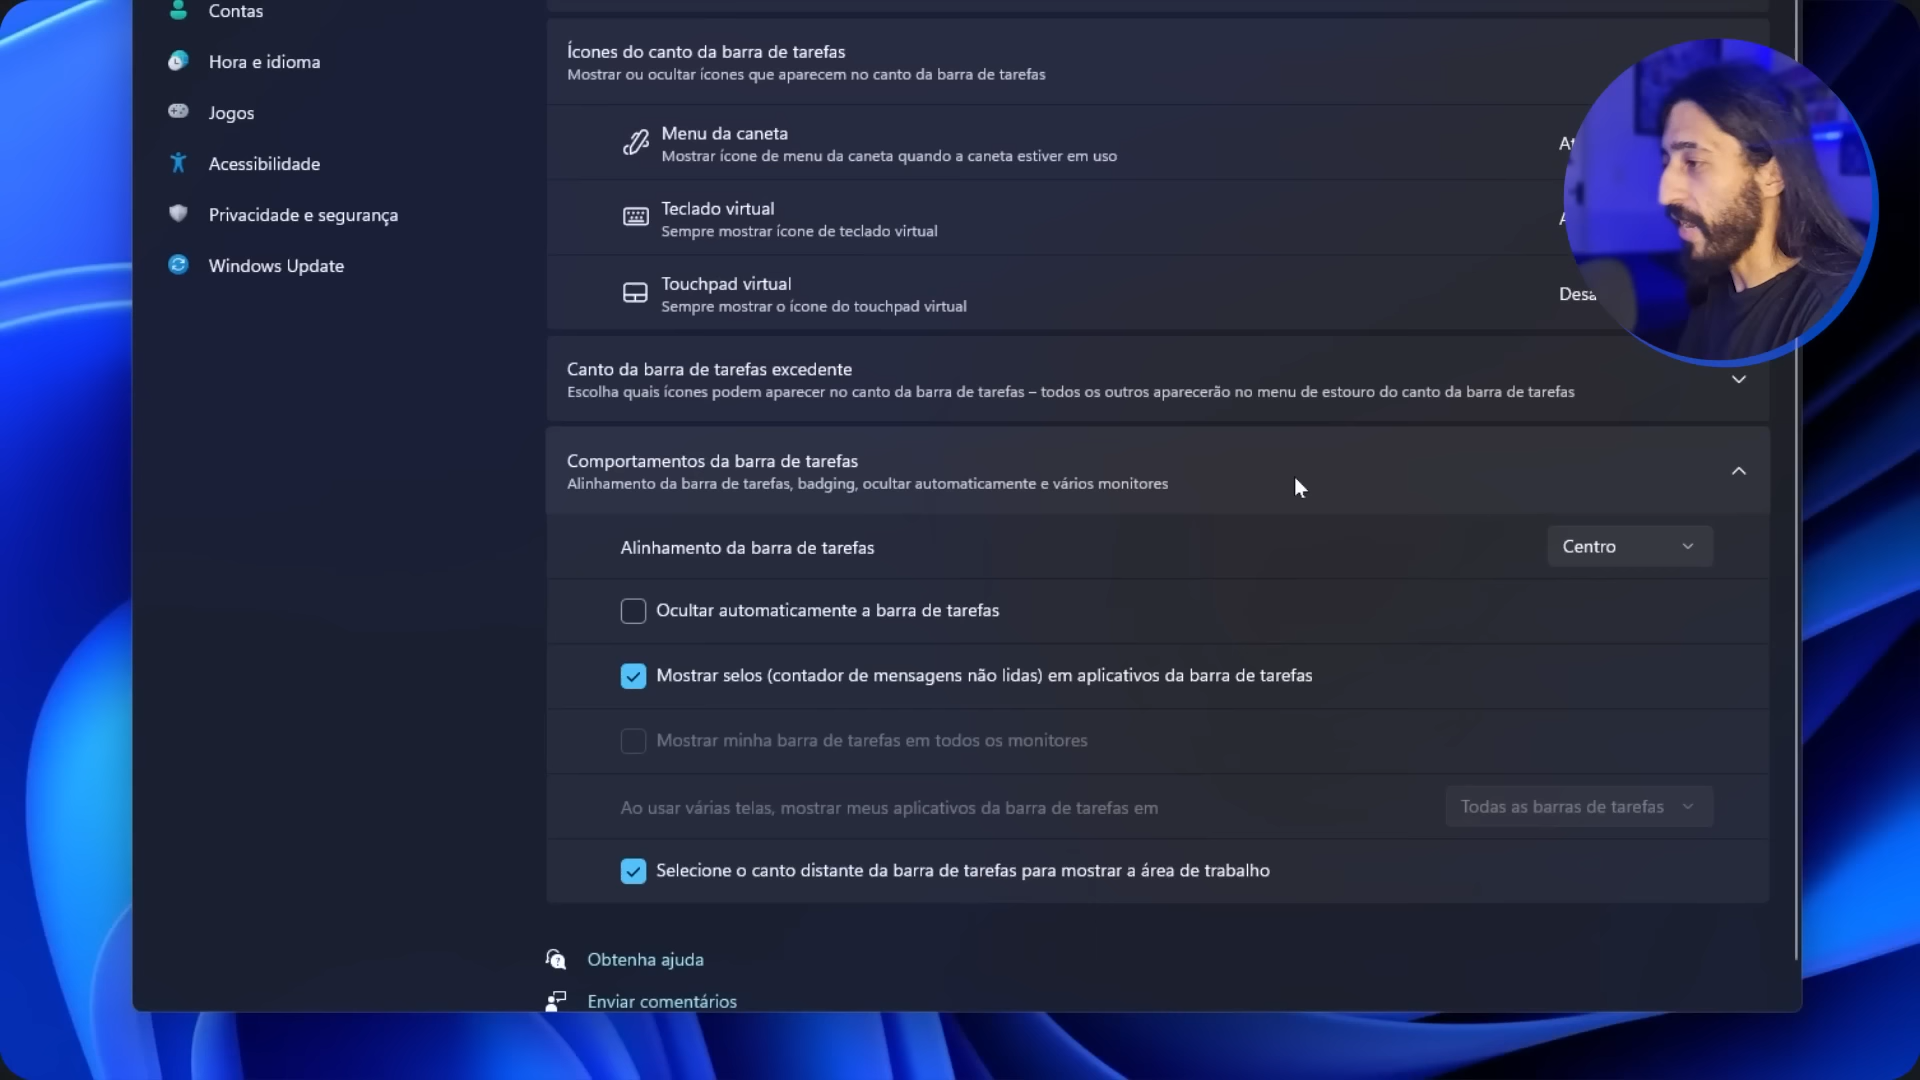 Contas
Hora e idioma
Jogos
Acessibilidade
Privacidade e segurança
Windows Update
Ícones do canto da barra de tarefas
Mostrar ou ocultar ícones que aparecem no canto da barra de tarefas
Menu da caneta
Mostrar ícone de menu da caneta quando a caneta estiver em uso
Teclado virtual
Sempre mostrar ícone de teclado virtual
Touchpad virtual
Sempre mostrar o ícone do touchpad virtual
Canto da barra de tarefas excedente
Escolha quais ícones podem aparecer no canto da barra de tarefas – todos os outros aparecerão no menu de estouro do canto da barra de tarefas
Comportamentos da barra de tarefas
Alinhamento da barra de tarefas, badging, ocultar automaticamente e vários monitores
Alinhamento da barra de tarefas
Centro
Ocultar automaticamente a barra de tarefas
Mostrar selos (contador de mensagens não lidas) em aplicativos da barra de tarefas
Mostrar minha barra de tarefas em todos os monitores
Ao usar várias telas, mostrar meus aplicativos da barra de tarefas em
Todas as barras de tarefas
Selecione o canto distante da barra de tarefas para mostrar a área de trabalho
Obtenha ajuda
Enviar comentários